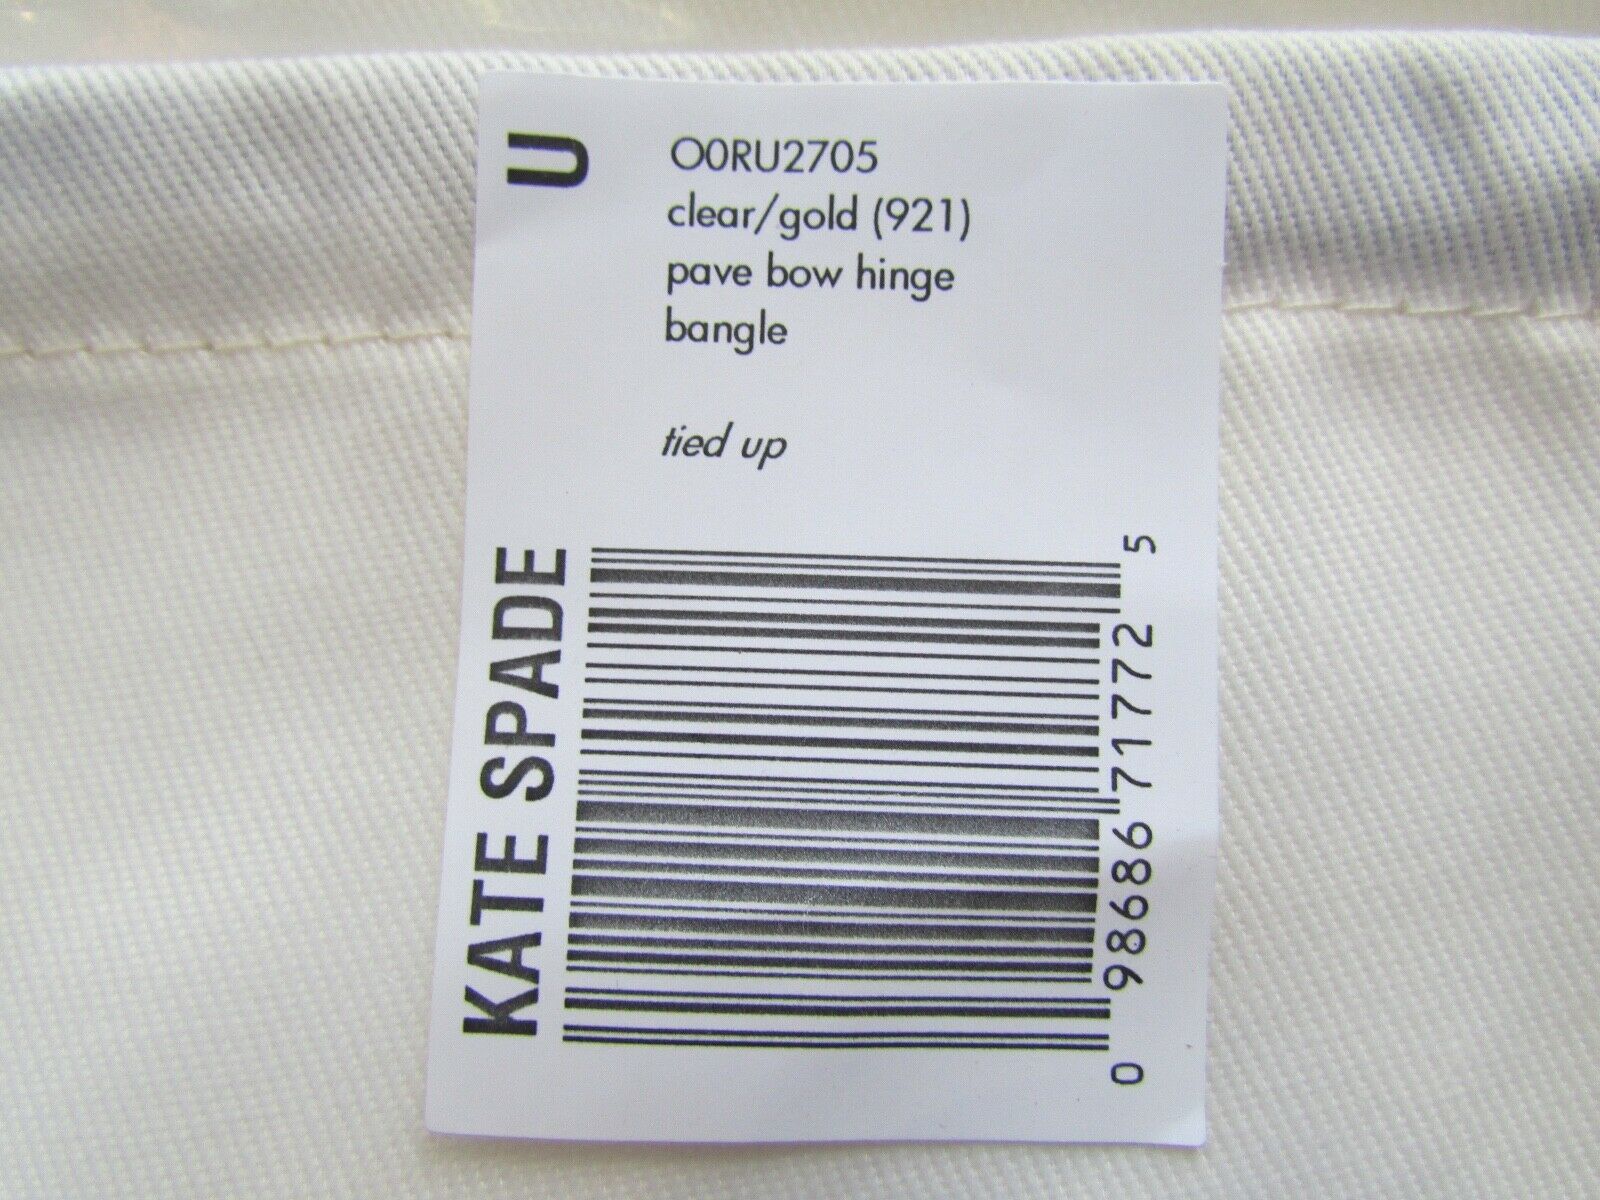 U
O0RU2705
clear/gold (921)
pave bow hinge
bangle
tied up
KATE SPADE
0 98686 71772 5